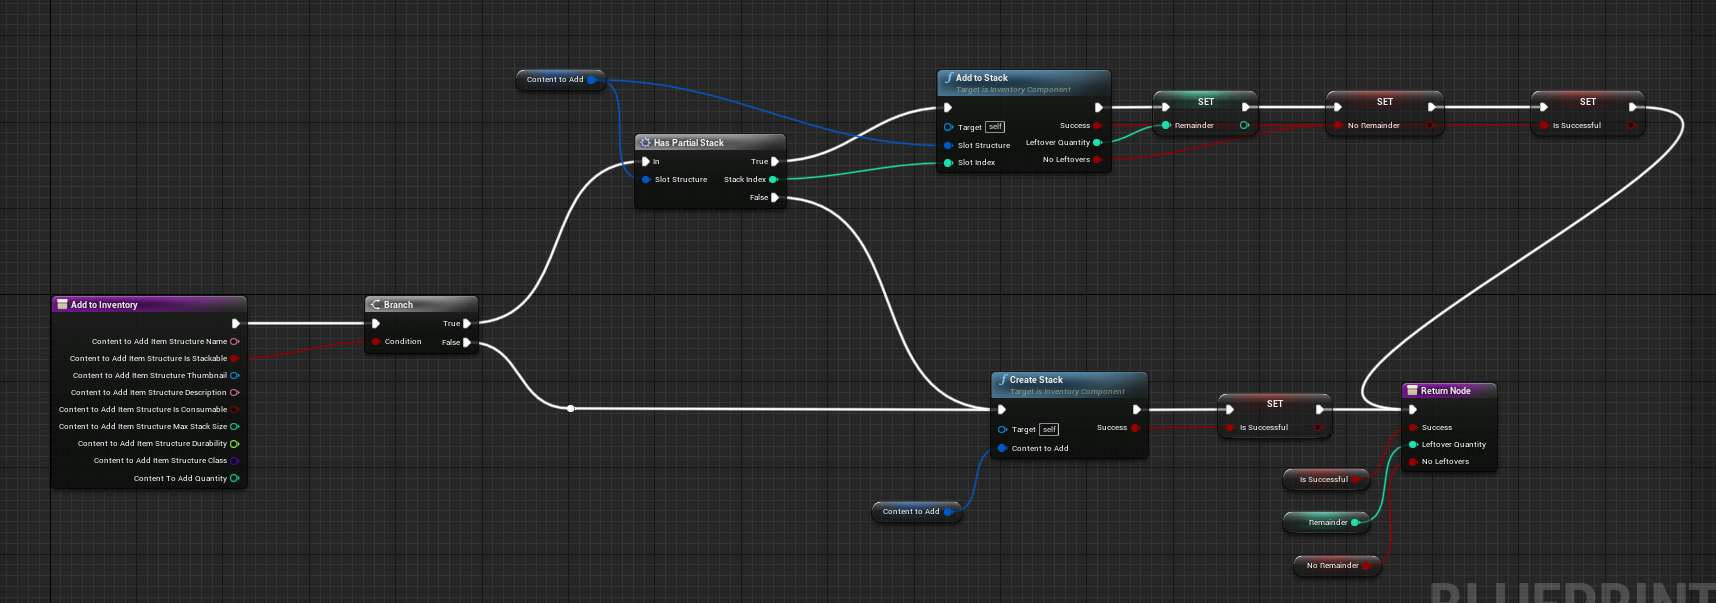 Content to Add
Has Partial Stack
In
True
Slot Structure
Stack Index
False
Add to Stack
Target is Inventory Component
Target self
Success
Slot Structure
Leftover Quantity
Slot Index
No Leftovers
SET
Remainder
SET
No Remainder
SET
Is Successful
Add to Inventory
Content to Add Item Structure Name
Content to Add Item Structure Is Stackable
Content to Add Item Structure Thumbnail
Content to Add Item Structure Description
Content to Add Item Structure Is Consumable
Content to Add Item Structure Max Stack Size
Content to Add Item Structure Durability
Content to Add Item Structure Class
Content To Add Quantity
Branch
True
Condition
False
Create Stack
Target is Inventory Component
Target self
Success
Content to Add
Content to Add
SET
Is Successful
Return Node
Success
Leftover Quantity
No Leftovers
Is Successful
Remainder
No Remainder
BLUEPRINT